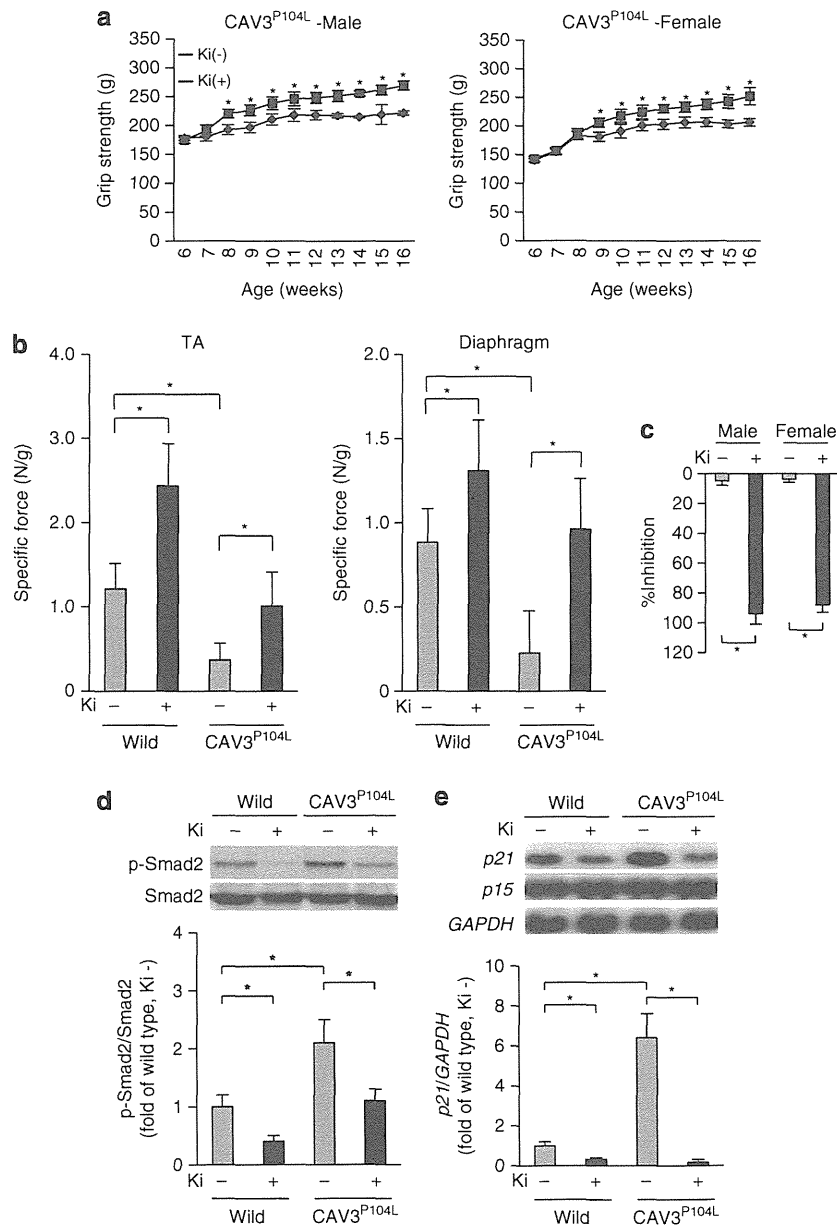 a
CAV3P104L -Male
CAV3P104L -Female
Ki(-)
Ki(+)
Grip strength (g)
300
250
200
150
100
50
0
* * * * * * * * *
6 7 8 9 10 11 12 13 14 15 16
Age (weeks)
Grip strength (g)
300
250
200
150
100
50
0
* * * * * * * *
6 7 8 9 10 11 12 13 14 15 16
Age (weeks)
b
TA
Specific force (N/g)
4.0
3.0
2.0
1.0
0
*
*
*
Ki − + − +
Wild CAV3P104L
Diaphragm
Specific force (N/g)
2.0
1.5
1.0
0.5
0
*
*
*
Ki − + − +
Wild CAV3P104L
c
Male Female
Ki − + − +
%Inhibition
0
20
40
60
80
100
120
* *
d
Wild CAV3P104L
Ki − + − +
p-Smad2
Smad2
p-Smad2/Smad2
(fold of wild type, Ki -)
4
3
2
1
0
*
* *
Ki − + − +
Wild CAV3P104L
e
Wild CAV3P104L
Ki − + − +
p21
p15
GAPDH
p21/GAPDH
(fold of wild type, Ki -)
10
8
6
4
2
0
*
* *
Ki − + − +
Wild CAV3P104L